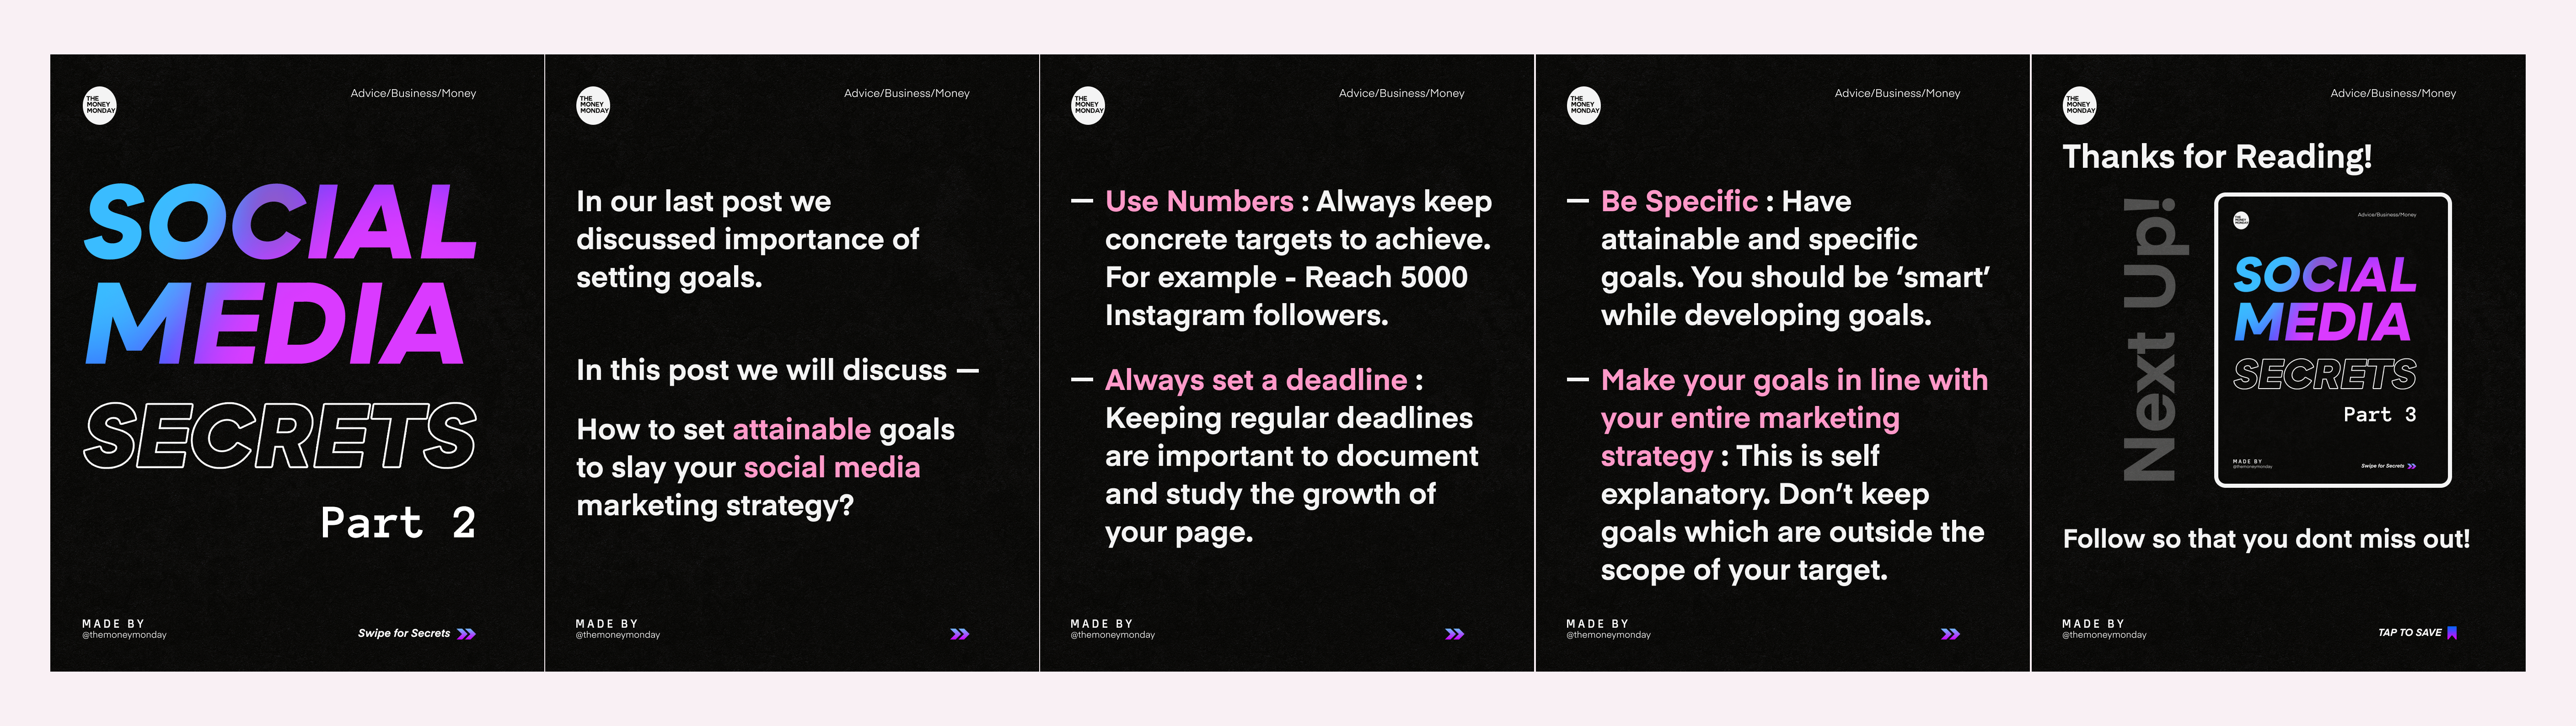 THE
MONEY
MONDAY
Advice/Business/Money
SOCIAL
MEDIA
SECRETS
Part 2
MADE BY
@themoneymonday
Swipe for Secrets
THE
MONEY
MONDAY
Advice/Business/Money
In our last post we
discussed importance of
setting goals.
In this post we will discuss —
How to set attainable goals
to slay your social media
marketing strategy?
MADE BY
@themoneymonday
THE
MONEY
MONDAY
Advice/Business/Money
— Use Numbers : Always keep
concrete targets to achieve.
For example - Reach 5000
Instagram followers.
— Always set a deadline :
Keeping regular deadlines
are important to document
and study the growth of
your page.
MADE BY
@themoneymonday
THE
MONEY
MONDAY
Advice/Business/Money
— Be Specific : Have
attainable and specific
goals. You should be ‘smart’
while developing goals.
— Make your goals in line with
your entire marketing
strategy : This is self
explanatory. Don’t keep
goals which are outside the
scope of your target.
MADE BY
@themoneymonday
THE
MONEY
MONDAY
Advice/Business/Money
Thanks for Reading!
Next Up!
THE
MONEY
MONDAY
Advice/Business/Money
SOCIAL
MEDIA
SECRETS
Part 3
MADE BY
@themoneymonday
Swipe for Secrets
Follow so that you dont miss out!
MADE BY
@themoneymonday
TAP TO SAVE